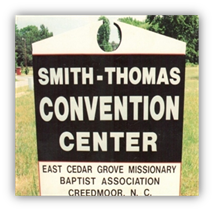 SMITH-THOMAS
CONVENTION
CENTER
EAST CEDAR GROVE MISSIONARY
BAPTIST ASSOCIATION
CREEDMOOR, N. C.